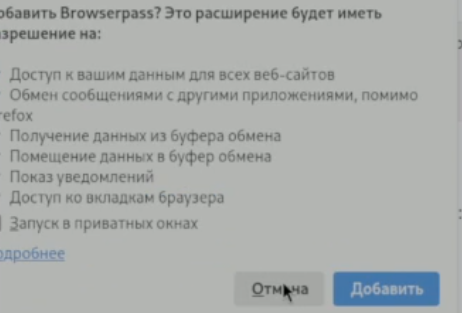 обавить Browserpass? Это расширение будет иметь
азрешение на:
Доступ к вашим данным для всех веб-сайтов
Обмен сообщениями с другими приложениями, помимо
refox
Получение данных из буфера обмена
Помещение данных в буфер обмена
Показ уведомлений
Доступ ко вкладкам браузера
Запуск в приватных окнах
одробнее
Отмена Добавить